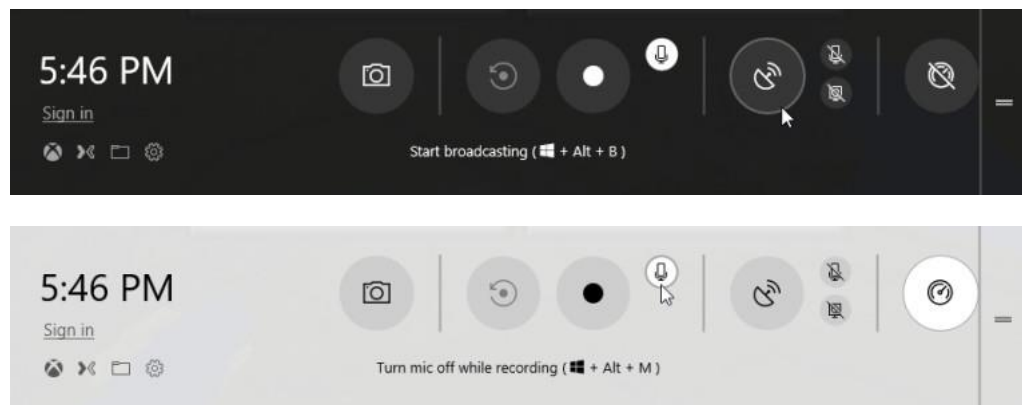 5:46 PM
Sign in
Start broadcasting ( + Alt + B )
5:46 PM
Sign in
Turn mic off while recording ( + Alt + M )